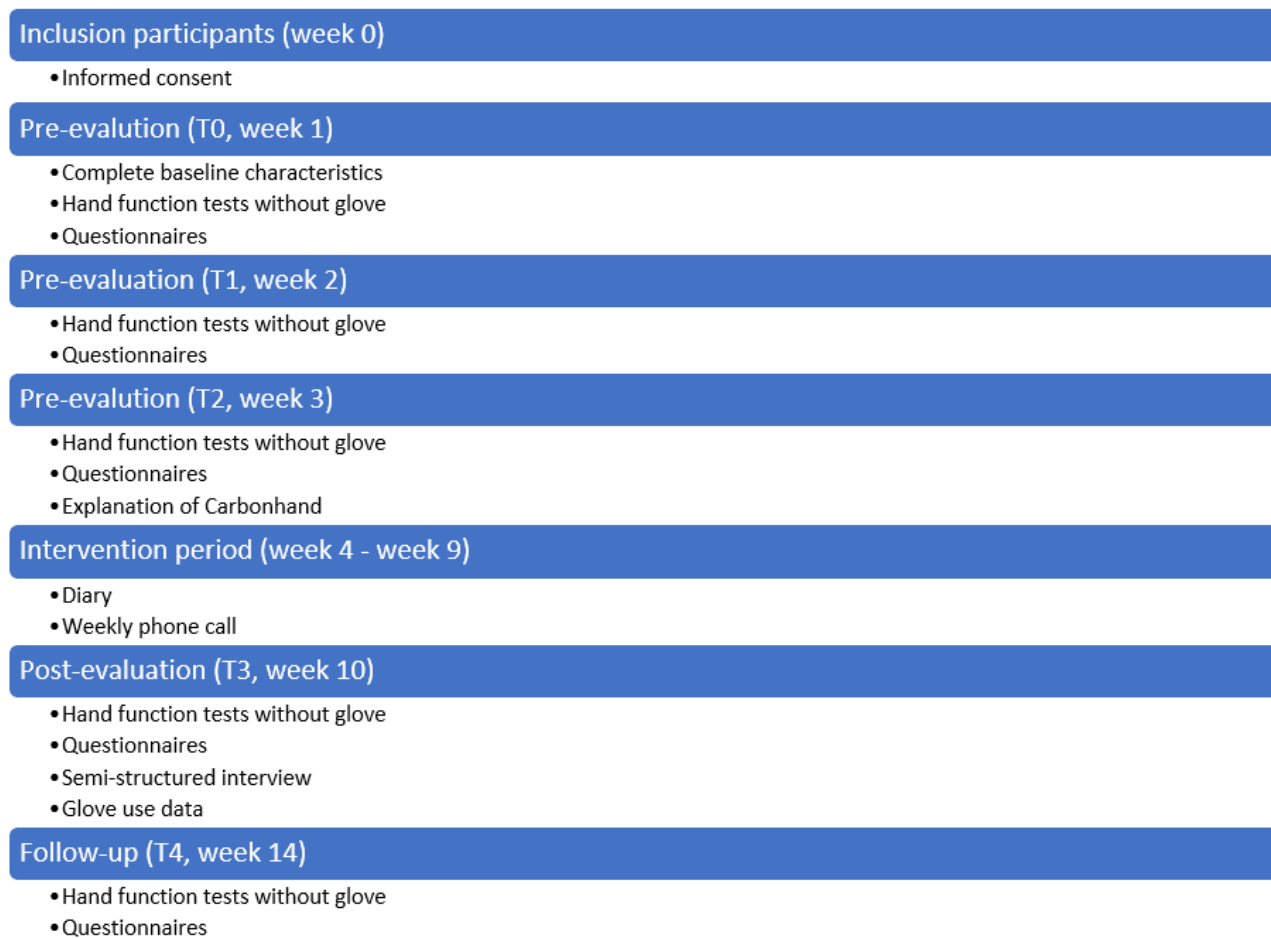 Inclusion participants (week 0)
•Informed consent
Pre-evalution (T0, week 1)
•Complete baseline characteristics
•Hand function tests without glove
•Questionnaires
Pre-evaluation (T1, week 2)
•Hand function tests without glove
•Questionnaires
Pre-evalution (T2, week 3)
•Hand function tests without glove
•Questionnaires
•Explanation of Carbonhand
Intervention period (week 4 - week 9)
•Diary
•Weekly phone call
Post-evaluation (T3, week 10)
•Hand function tests without glove
•Questionnaires
•Semi-structured interview
•Glove use data
Follow-up (T4, week 14)
•Hand function tests without glove
•Questionnaires